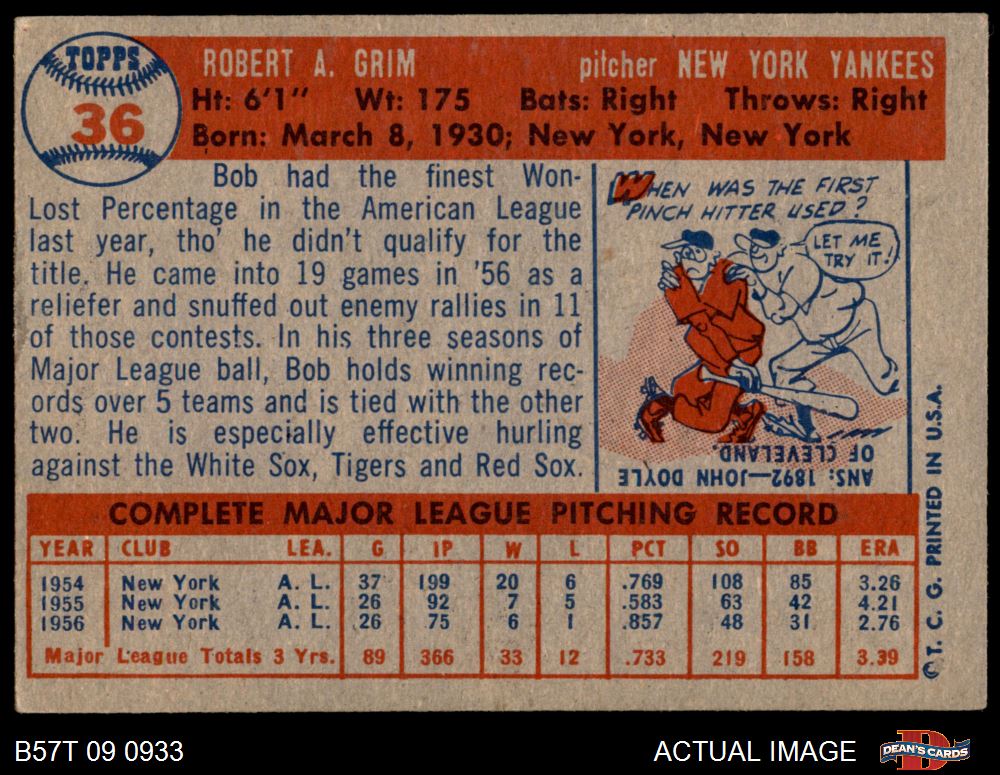 TOPPS
36
ROBERT A. GRIM pitcher NEW YORK YANKEES
Ht: 6'1" Wt: 175 Bats: Right Throws: Right
Born: March 8, 1930; New York, New York
Bob had the finest Won-
Lost Percentage in the American League
last year, tho' he didn't qualify for the
title. He came into 19 games in '56 as a
reliefer and snuffed out enemy rallies in 11
of those contests. In his three seasons of
Major League ball, Bob holds winning rec-
ords over 5 teams and is tied with the other
two. He is especially effective hurling
against the White Sox, Tigers and Red Sox.
WHEN WAS THE FIRST
PINCH HITTER USED?
LET ME
TRY IT!
ANS: 1892—JOHN DOYLE
OF CLEVELAND.
COMPLETE MAJOR LEAGUE PITCHING RECORD
YEAR CLUB LEA. G IP W L PCT SO BB ERA
1954 New York A. L. 37 199 20 6 .769 108 85 3.26
1955 New York A. L. 26 92 7 5 .583 63 42 4.21
1956 New York A. L. 26 75 6 1 .857 48 31 2.76
Major League Totals 3 Yrs. 89 366 33 12 .733 219 158 3.39
© T. C. G. PRINTED IN U.S.A.
B57T 09 0933 ACTUAL IMAGE
D
DEAN'S CARDS